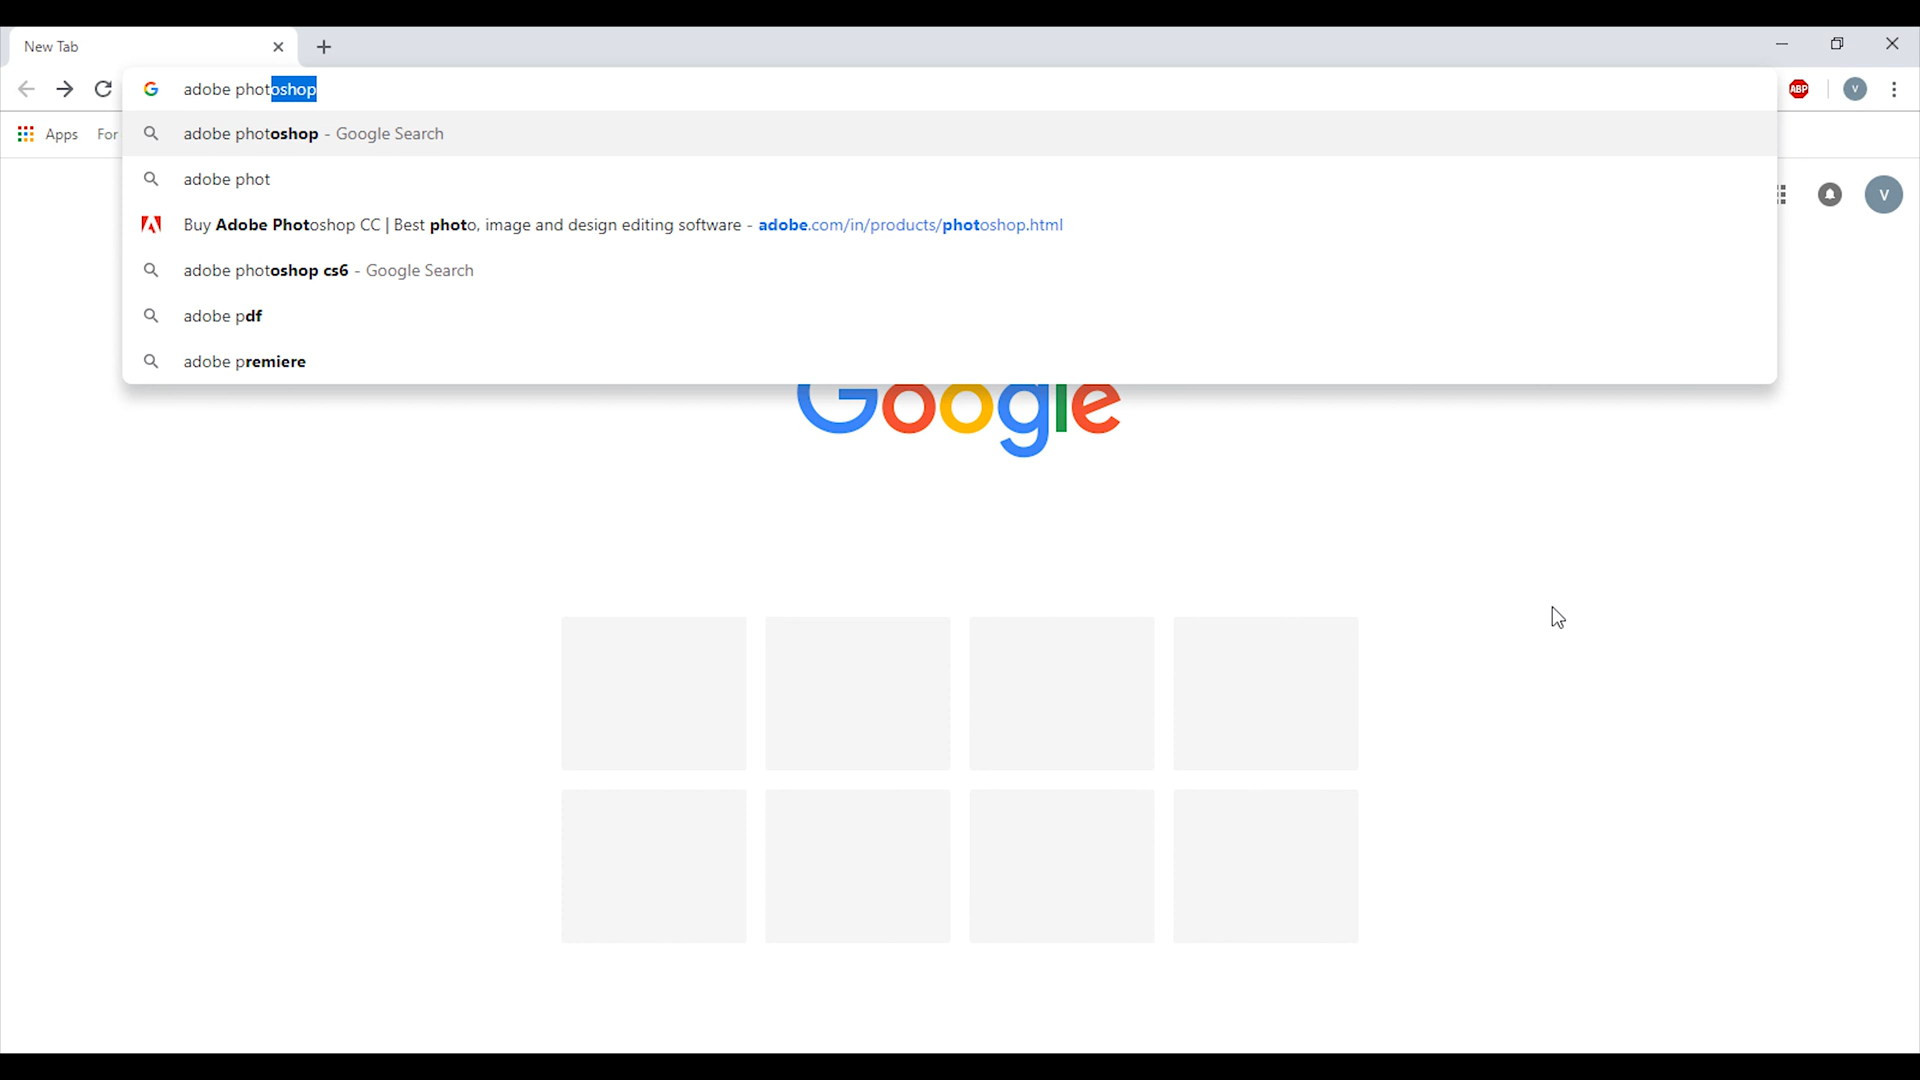 New Tab
adobe photoshop
ABP
V
Apps For
adobe photoshop - Google Search
adobe phot
V
Buy Adobe Photoshop CC | Best photo, image and design editing software - adobe.com/in/products/photoshop.html
adobe photoshop cs6 - Google Search
adobe pdf
adobe premiere
Google